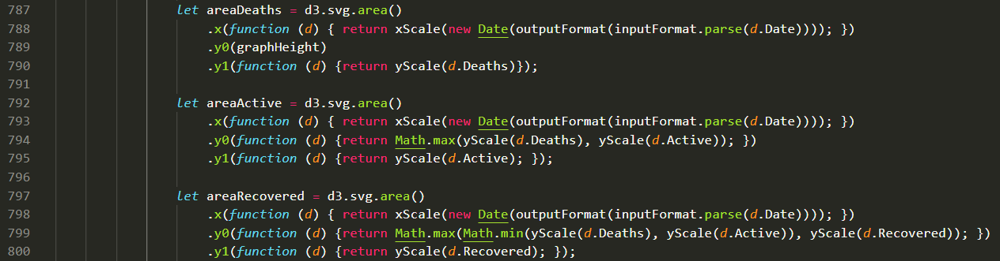 787 let areaDeaths = d3.svg.area()
788 .x(function (d) { return xScale(new Date(outputFormat(inputFormat.parse(d.Date)))); })
789 .y0(graphHeight)
790 .y1(function (d) {return yScale(d.Deaths)});
791
792 let areaActive = d3.svg.area()
793 .x(function (d) { return xScale(new Date(outputFormat(inputFormat.parse(d.Date)))); })
794 .y0(function (d) {return Math.max(yScale(d.Deaths), yScale(d.Active)); })
795 .y1(function (d) {return yScale(d.Active); });
796
797 let areaRecovered = d3.svg.area()
798 .x(function (d) { return xScale(new Date(outputFormat(inputFormat.parse(d.Date)))); })
799 .y0(function (d) {return Math.max(Math.min(yScale(d.Deaths), yScale(d.Active)), yScale(d.Recovered)); })
800 .y1(function (d) {return yScale(d.Recovered); });